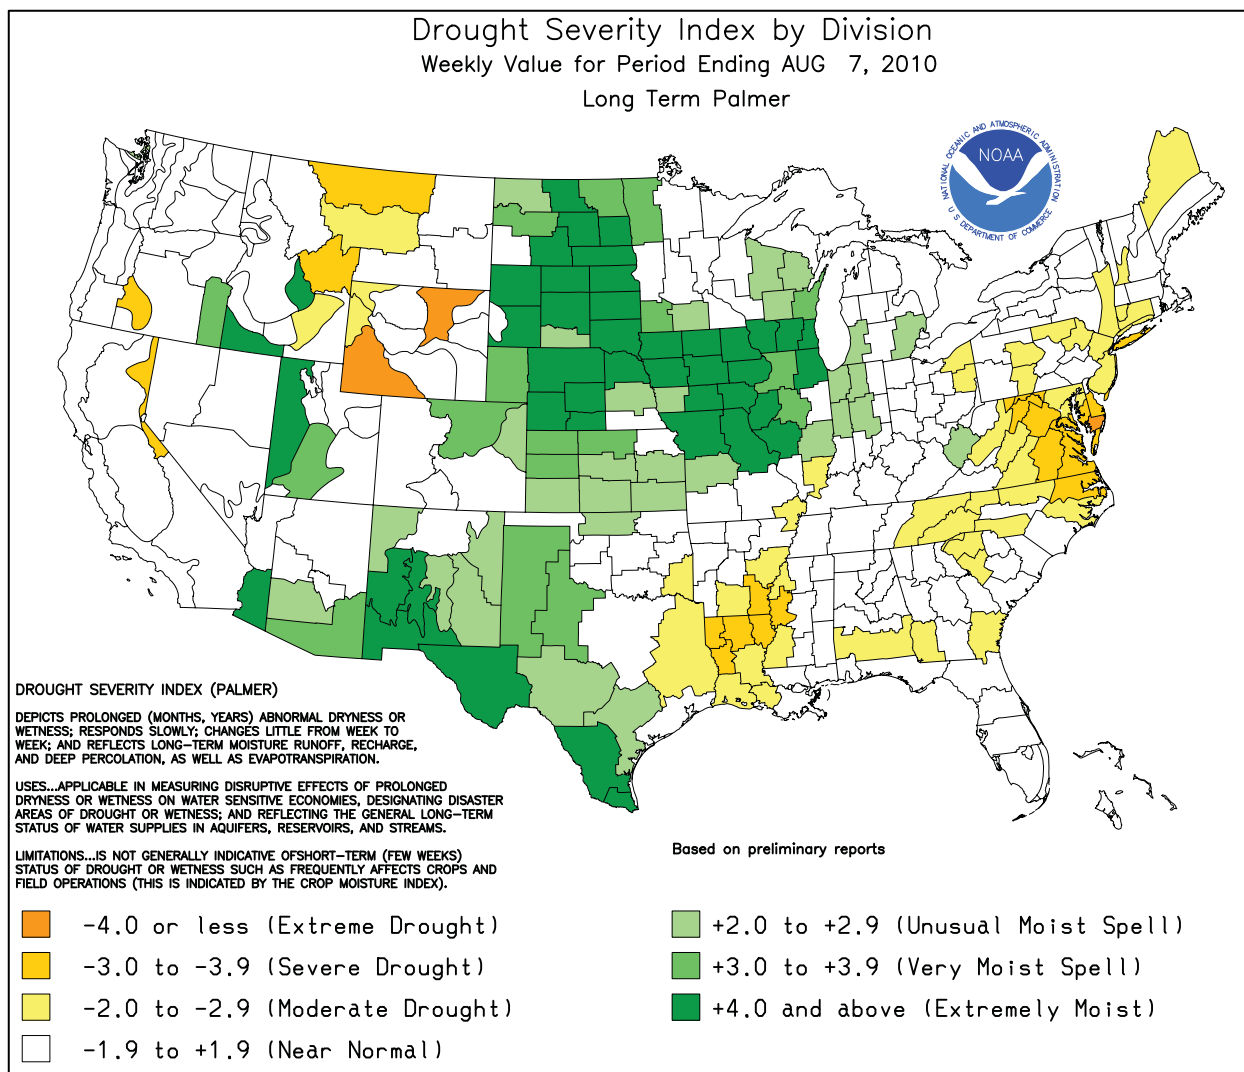 Drought Severity Index by Division
Weekly Value for Period Ending AUG 7, 2010
Long Term Palmer
NATIONAL OCEANIC AND ATMOSPHERIC ADMINISTRATION
NOAA
U S DEPARTMENT OF COMMERCE
DROUGHT SEVERITY INDEX (PALMER)
DEPICTS PROLONGED (MONTHS, YEARS) ABNORMAL DRYNESS OR
WETNESS; RESPONDS SLOWLY; CHANGES LITTLE FROM WEEK TO
WEEK; AND REFLECTS LONG-TERM MOISTURE RUNOFF, RECHARGE,
AND DEEP PERCOLATION, AS WELL AS EVAPOTRANSPIRATION.
USES...APPLICABLE IN MEASURING DISRUPTIVE EFFECTS OF PROLONGED
DRYNESS OR WETNESS ON WATER SENSITIVE ECONOMIES, DESIGNATING DISASTER
AREAS OF DROUGHT OR WETNESS; AND REFLECTING THE GENERAL LONG-TERM
STATUS OF WATER SUPPLIES IN AQUIFERS, RESERVOIRS, AND STREAMS.
LIMITATIONS...IS NOT GENERALLY INDICATIVE OFSHORT-TERM (FEW WEEKS)
STATUS OF DROUGHT OR WETNESS SUCH AS FREQUENTLY AFFECTS CROPS AND
FIELD OPERATIONS (THIS IS INDICATED BY THE CROP MOISTURE INDEX).
Based on preliminary reports
-4.0 or less (Extreme Drought)
-3.0 to -3.9 (Severe Drought)
-2.0 to -2.9 (Moderate Drought)
-1.9 to +1.9 (Near Normal)
+2.0 to +2.9 (Unusual Moist Spell)
+3.0 to +3.9 (Very Moist Spell)
+4.0 and above (Extremely Moist)